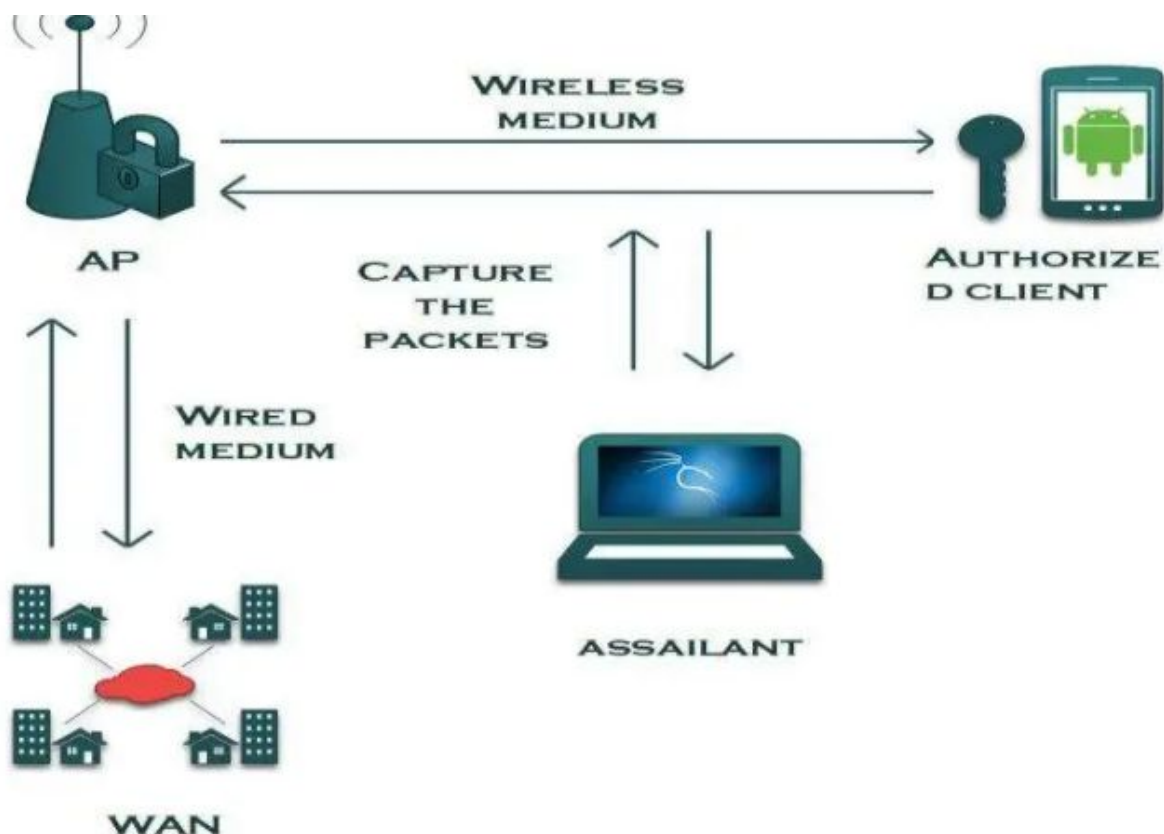 WIRELESS
MEDIUM
AP
CAPTURE
THE
PACKETS
AUTHORIZE
D CLIENT
WIRED
MEDIUM
ASSAILANT
WAN